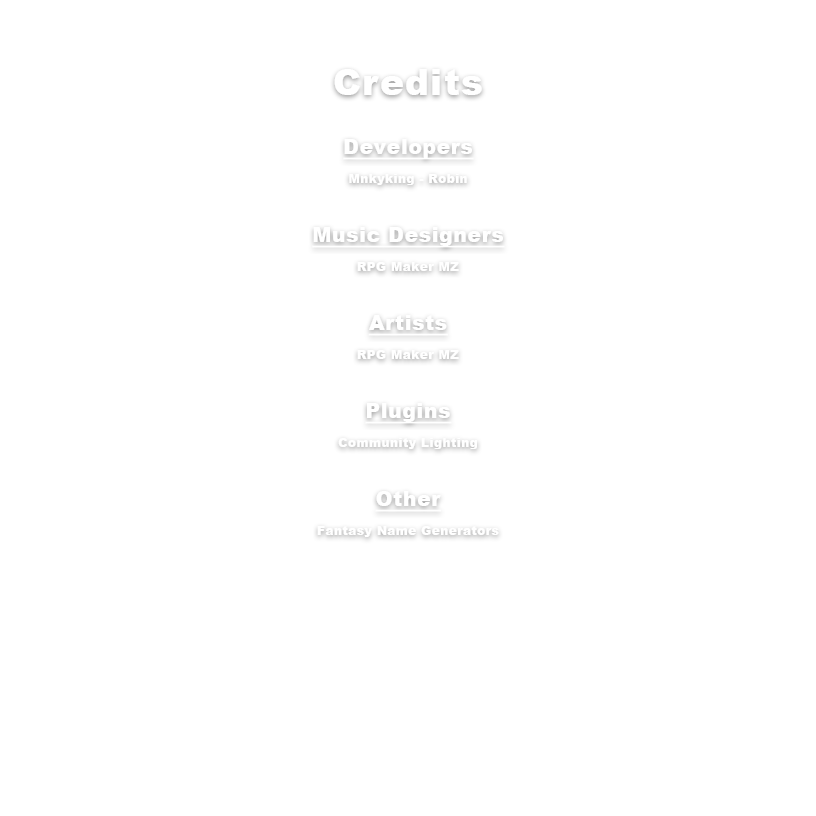 Credits
Developers
Mnkyking - Robin
Music Designers
RPG Maker MZ
Artists
RPG Maker MZ
Plugins
Community Lighting
Other
Fantasy Name Generators